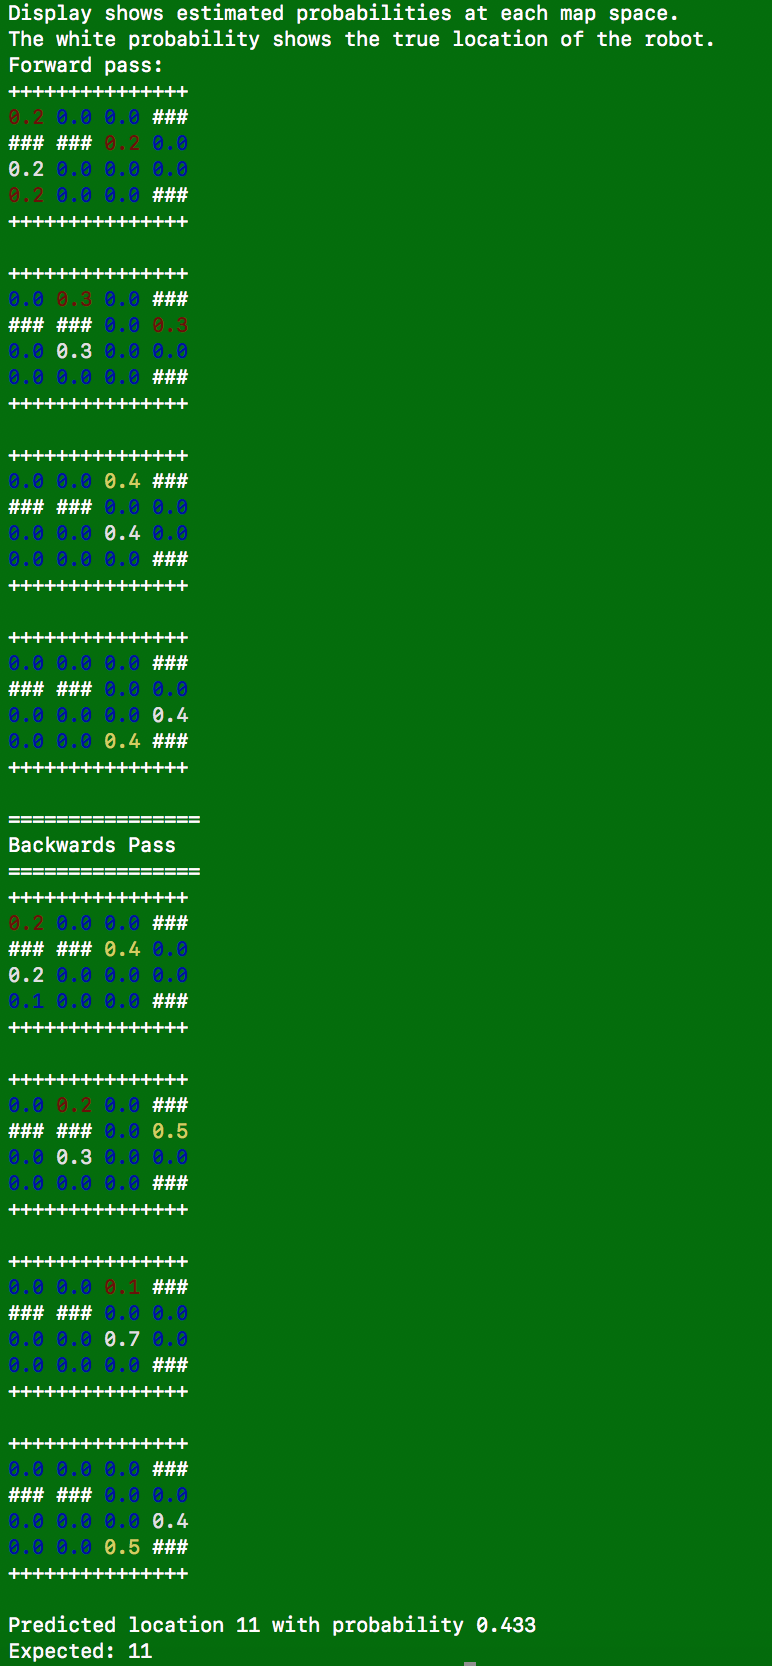 Display shows estimated probabilities at each map space.
The white probability shows the true location of the robot.
Forward pass:
+++++++++++++++
0.2 0.0 0.0 ###
### ### 0.2 0.0
0.2 0.0 0.0 0.0
0.2 0.0 0.0 ###
+++++++++++++++
+++++++++++++++
0.0 0.3 0.0 ###
### ### 0.0 0.3
0.0 0.3 0.0 0.0
0.0 0.0 0.0 ###
+++++++++++++++
+++++++++++++++
0.0 0.0 0.4 ###
### ### 0.0 0.0
0.0 0.0 0.4 0.0
0.0 0.0 0.0 ###
+++++++++++++++
+++++++++++++++
0.0 0.0 0.0 ###
### ### 0.0 0.0
0.0 0.0 0.0 0.4
0.0 0.0 0.4 ###
+++++++++++++++
================
Backwards Pass
================
+++++++++++++++
0.2 0.0 0.0 ###
### ### 0.4 0.0
0.2 0.0 0.0 0.0
0.1 0.0 0.0 ###
+++++++++++++++
+++++++++++++++
0.0 0.2 0.0 ###
### ### 0.0 0.5
0.0 0.3 0.0 0.0
0.0 0.0 0.0 ###
+++++++++++++++
+++++++++++++++
0.0 0.0 0.1 ###
### ### 0.0 0.0
0.0 0.0 0.7 0.0
0.0 0.0 0.0 ###
+++++++++++++++
+++++++++++++++
0.0 0.0 0.0 ###
### ### 0.0 0.0
0.0 0.0 0.0 0.4
0.0 0.0 0.5 ###
+++++++++++++++
Predicted location 11 with probability 0.433
Expected: 11